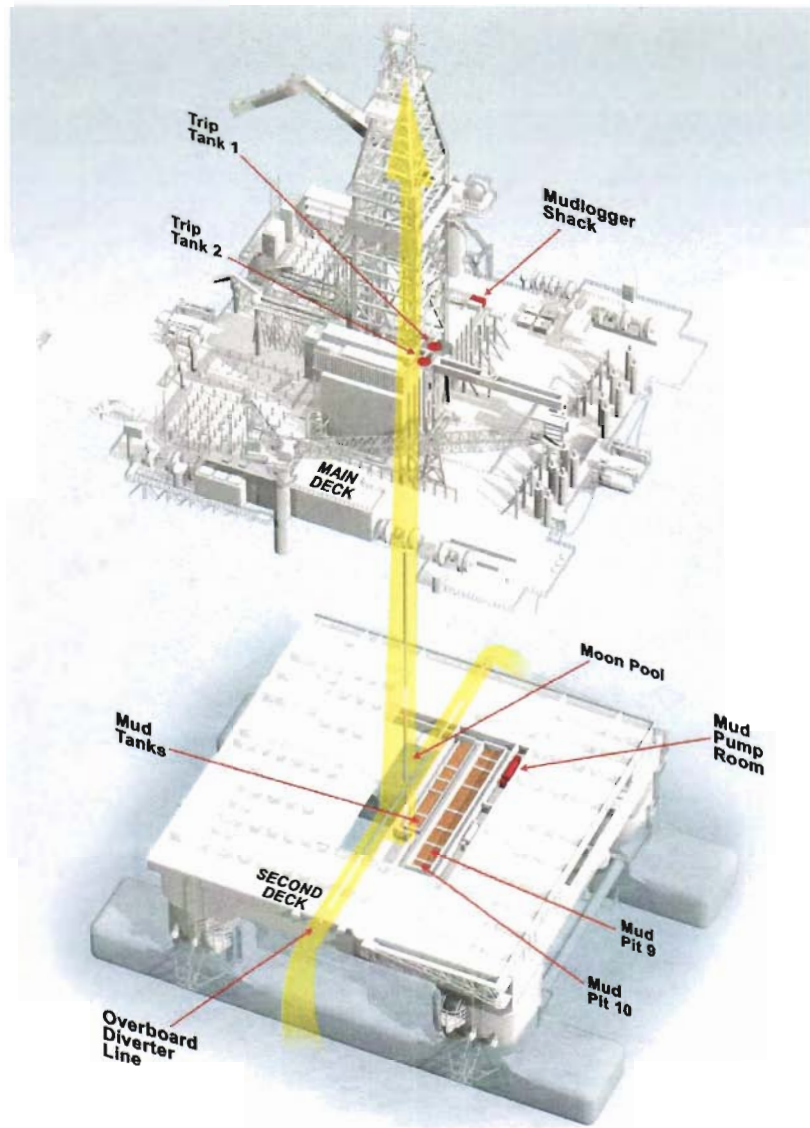 Trip
Tank 1
Mudlogger
Shack
Trip
Tank 2
MAIN
DECK
Moon Pool
Mud
Tanks
Mud
Pump
Room
SECOND
DECK
Mud
Pit 9
Mud
Pit 10
Overboard
Diverter
Line